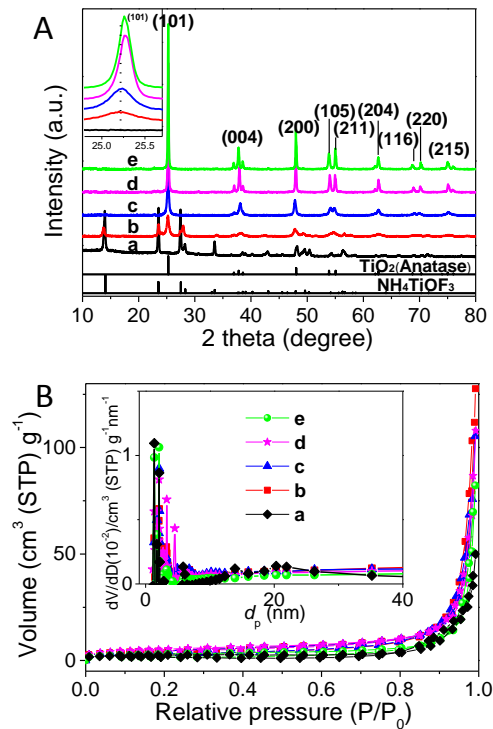 A
Intensity (a.u.)
(101)
(101)
25.0 25.5
(004)
(200)
(105)
(211)
(204)
(116)
(220)
(215)
e
d
c
b
a
TiO2(Anatase)
NH4TiOF3
10 20 30 40 50 60 70 80
2 theta (degree)
B
Volume (cm3 (STP) g-1
100
50
0
0.0 0.2 0.4 0.6 0.8 1.0
Relative pressure (P/P0)
dV/dD(10-2)/cm3 (STP) g-1nm-1
1
0
0 20 40
dp (nm)
e
d
c
b
a